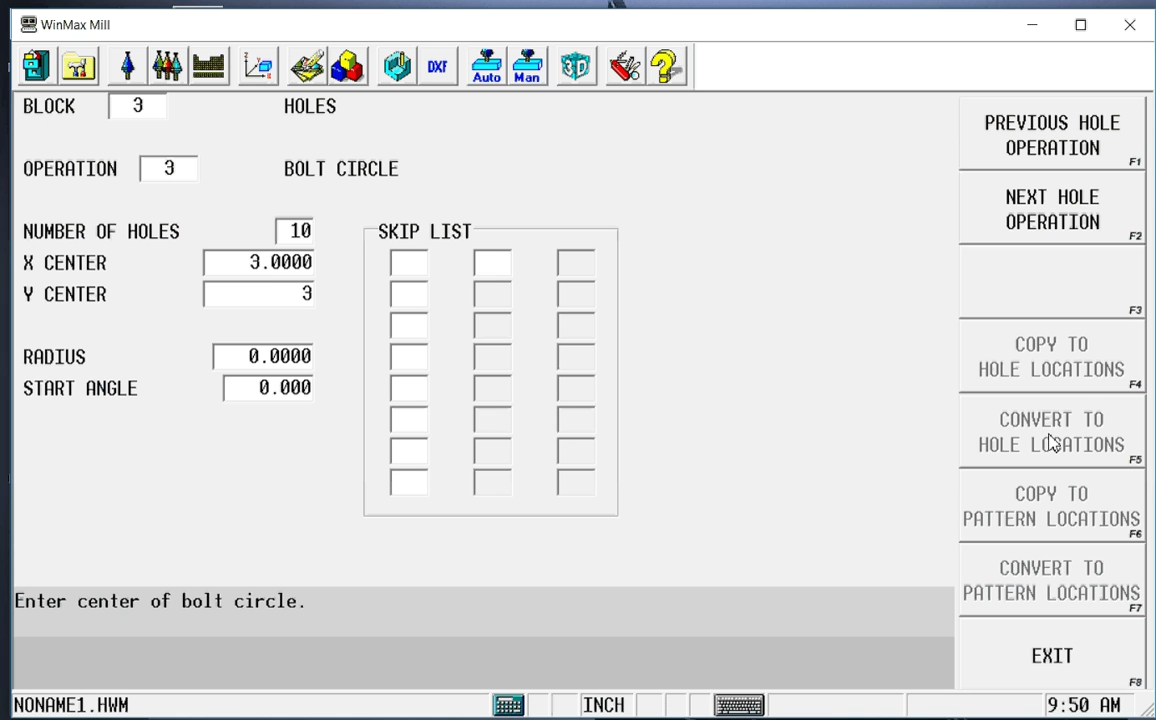 WinMax Mill
DXF
Auto
Man
3D
BLOCK 3 HOLES
OPERATION 3 BOLT CIRCLE
NUMBER OF HOLES 10
X CENTER 3.0000
Y CENTER 3
RADIUS 0.0000
START ANGLE 0.000
SKIP LIST
PREVIOUS HOLE
OPERATION
F1
NEXT HOLE
OPERATION
F2
F3
COPY TO
HOLE LOCATIONS
F4
CONVERT TO
HOLE LOCATIONS
F5
COPY TO
PATTERN LOCATIONS
F6
CONVERT TO
PATTERN LOCATIONS
F7
EXIT
F8
Enter center of bolt circle.
NONAME1.HWM INCH 9:50 AM